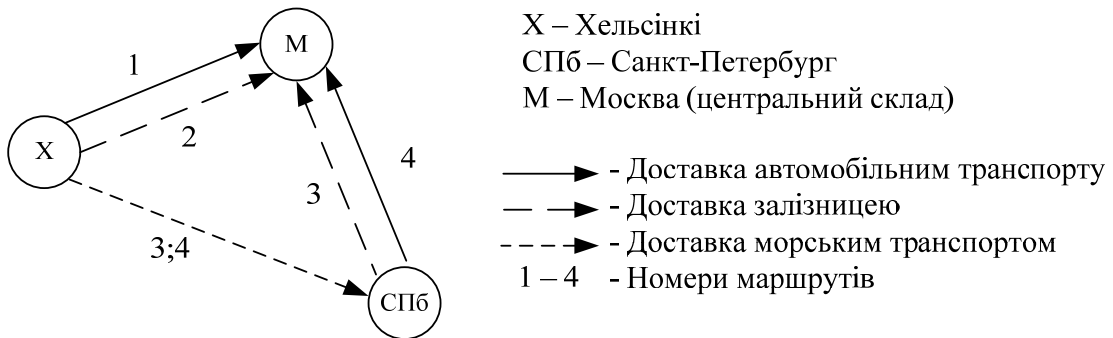 М
1
2
Х
3
4
3;4
СПб
Х – Хельсінкі
СПб – Санкт-Петербург
М – Москва (центральний склад)
- Доставка автомобільним транспорту
- Доставка залізницею
- Доставка морським транспортом
1 – 4 - Номери маршрутів